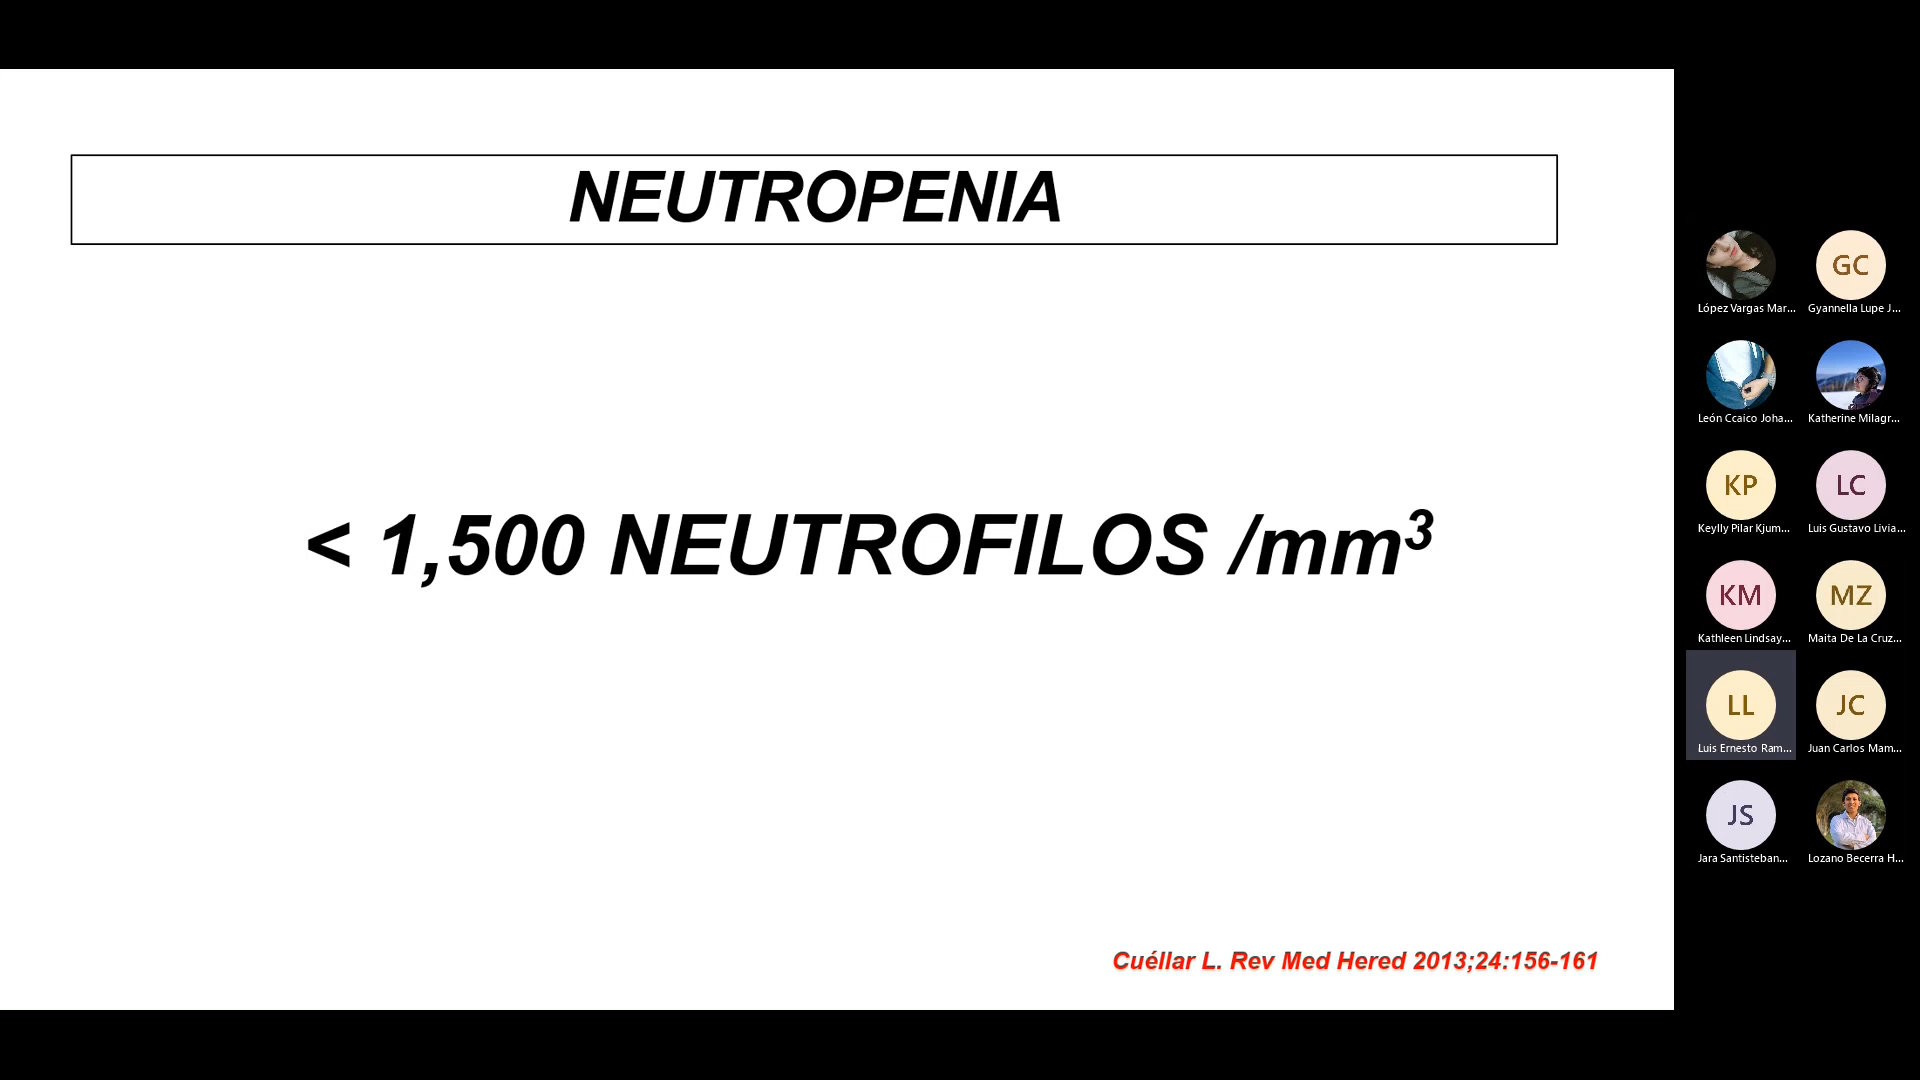 NEUTROPENIA
< 1,500 NEUTROFILOS /mm³
Cuéllar L. Rev Med Hered 2013;24:156-161
López Vargas Mar...
GC
Gyannella Lupe J...
León Ccaico Joha...
Katherine Milagr...
KP
Keylly Pilar Kjum...
LC
Luis Gustavo Livia...
KM
Kathleen Lindsay...
MZ
Maita De La Cruz...
LL
Luis Ernesto Ram...
JC
Juan Carlos Mam...
JS
Jara Santisteban...
Lozano Becerra H...